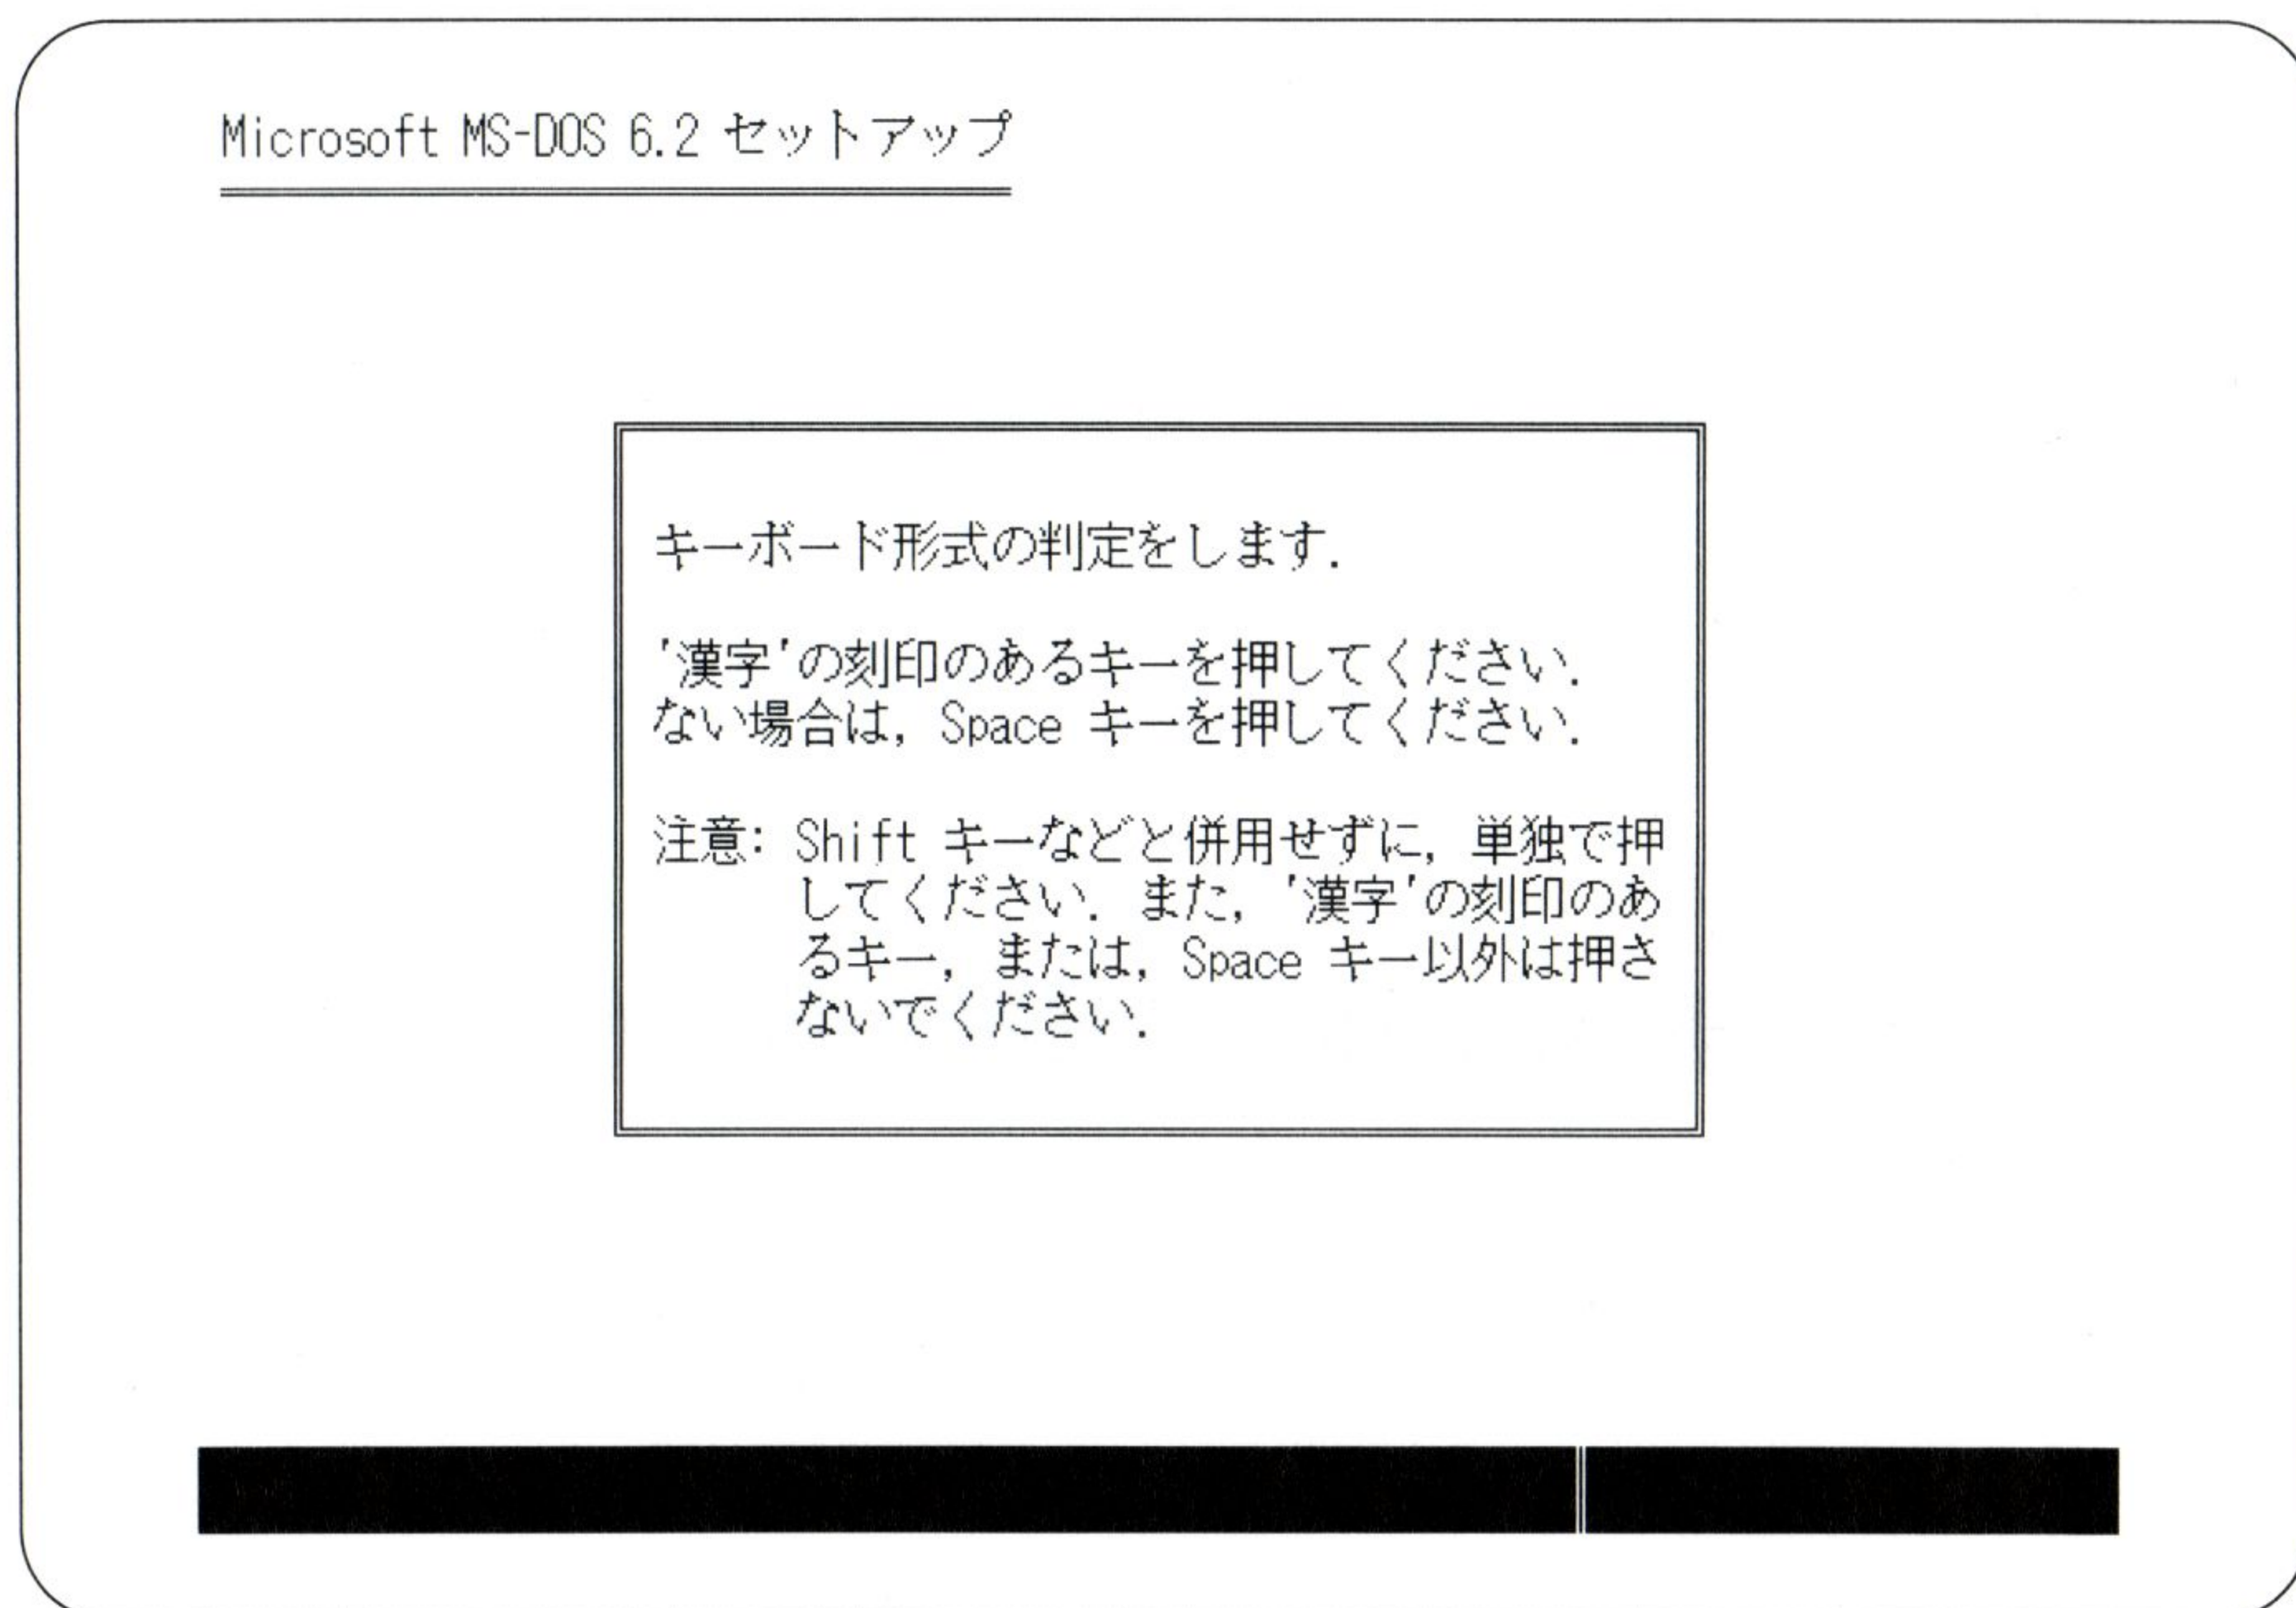 Microsoft MS-DOS 6.2 セットアップ
キーボード形式の判定をします.
'漢字'の刻印のあるキーを押してください.
ない場合は, Space キーを押してください.
注意: Shift キーなどと併用せずに, 単独で押
してください. また, '漢字'の刻印のあ
るキー, または, Space キー以外は押さ
ないでください.